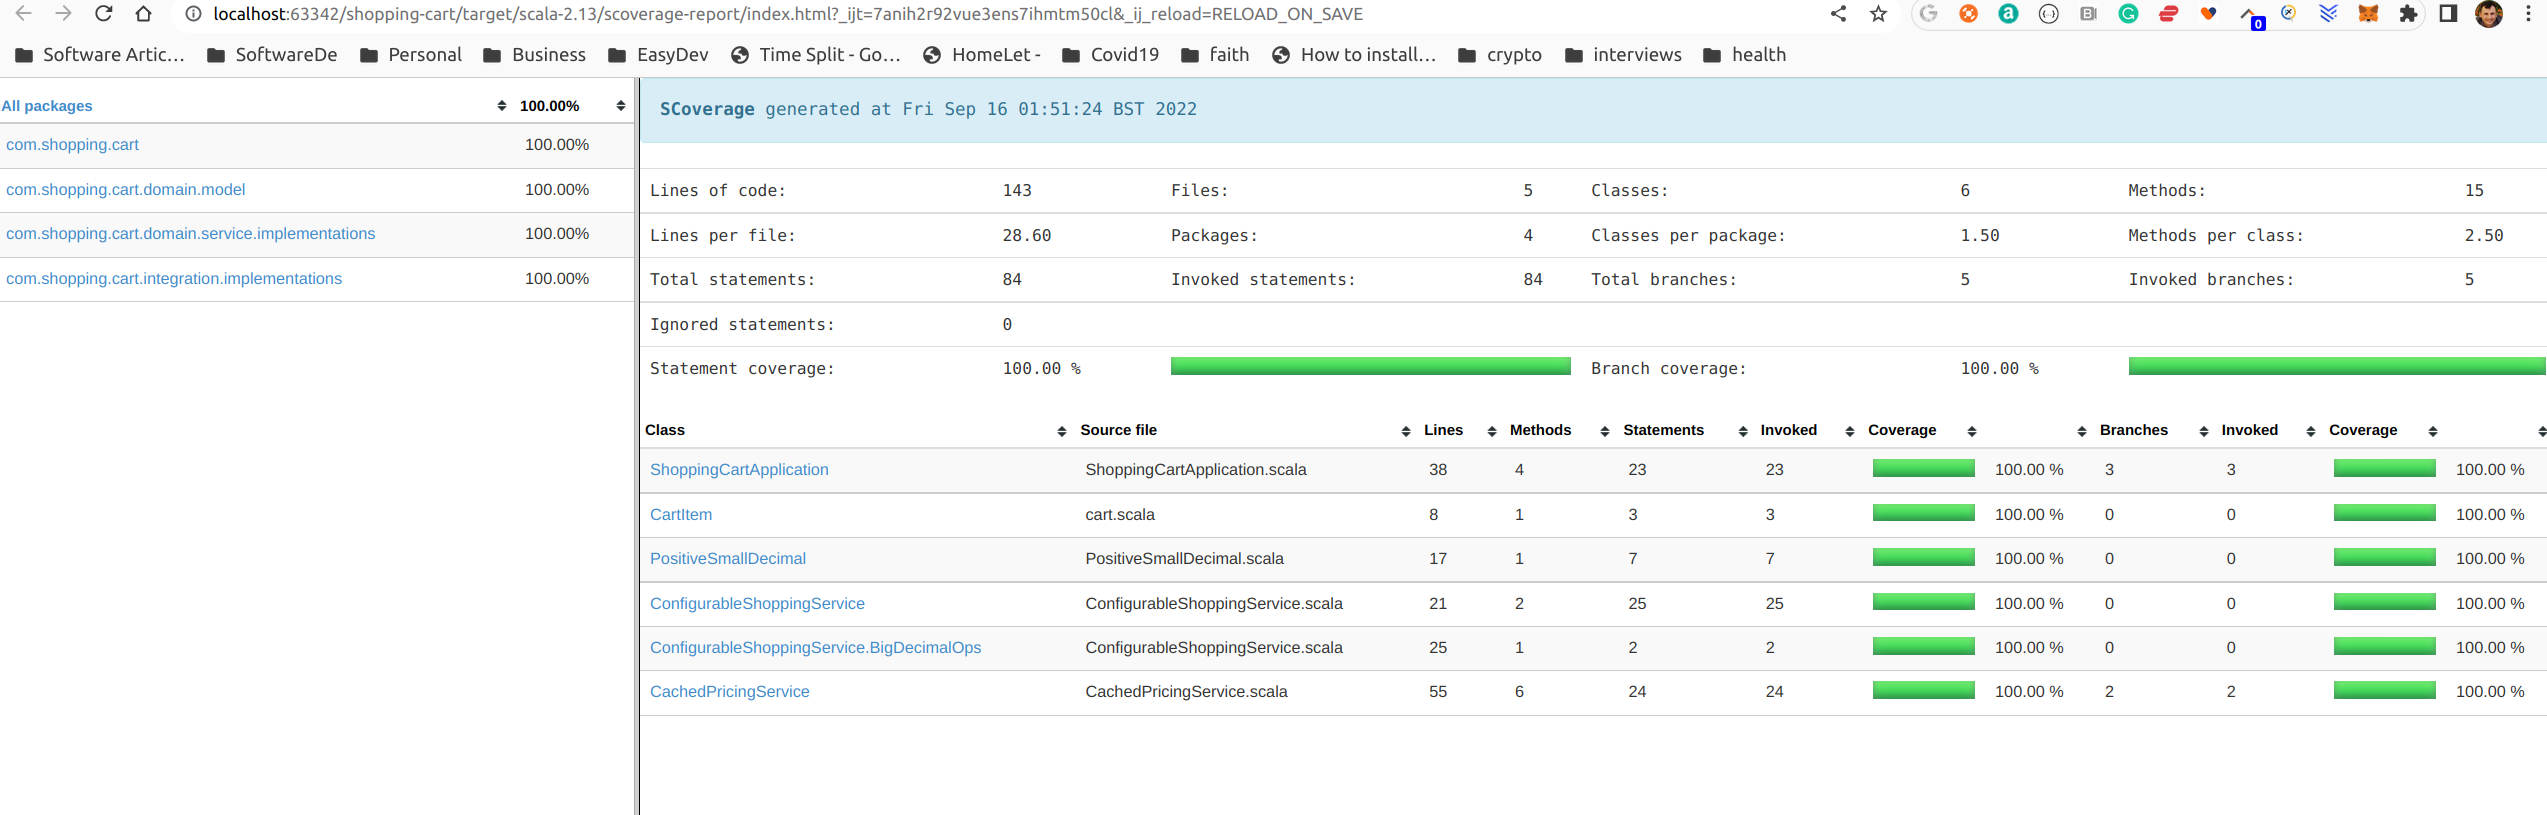 localhost:63342/shopping-cart/target/scala-2.13/scoverage-report/index.html?_ijt=7anih2r92vue3ens7ihmtm50cl&_ij_reload=RELOAD_ON_SAVE
0
Software Artic... SoftwareDe Personal Business EasyDev Time Split - Go... HomeLet - Covid19 faith How to install... crypto interviews health
All packages 100.00%
com.shopping.cart 100.00%
com.shopping.cart.domain.model 100.00%
com.shopping.cart.domain.service.implementations 100.00%
com.shopping.cart.integration.implementations 100.00%
SCoverage generated at Fri Sep 16 01:51:24 BST 2022
Lines of code: 143 Files: 5 Classes: 6 Methods: 15
Lines per file: 28.60 Packages: 4 Classes per package: 1.50 Methods per class: 2.50
Total statements: 84 Invoked statements: 84 Total branches: 5 Invoked branches: 5
Ignored statements: 0
Statement coverage: 100.00 % Branch coverage: 100.00 %
Class Source file Lines Methods Statements Invoked Coverage Branches Invoked Coverage
ShoppingCartApplication ShoppingCartApplication.scala 38 4 23 23 100.00 % 3 3 100.00 %
CartItem cart.scala 8 1 3 3 100.00 % 0 0 100.00 %
PositiveSmallDecimal PositiveSmallDecimal.scala 17 1 7 7 100.00 % 0 0 100.00 %
ConfigurableShoppingService ConfigurableShoppingService.scala 21 2 25 25 100.00 % 0 0 100.00 %
ConfigurableShoppingService.BigDecimalOps ConfigurableShoppingService.scala 25 1 2 2 100.00 % 0 0 100.00 %
CachedPricingService CachedPricingService.scala 55 6 24 24 100.00 % 2 2 100.00 %